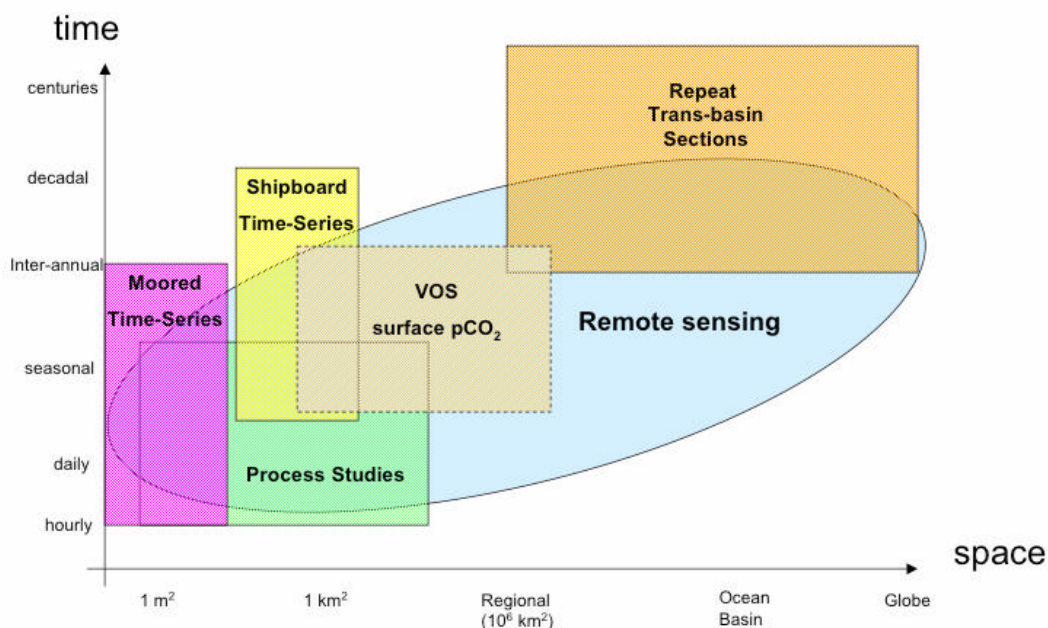 time
centuries
decadal
Inter-annual
seasonal
daily
hourly
Repeat
Trans-basin
Sections
Shipboard
Time-Series
Moored
Time-Series
VOS
surface pCO₂
Remote sensing
Process Studies
space
1 m²
1 km²
Regional
(10⁶ km²)
Ocean
Basin
Globe